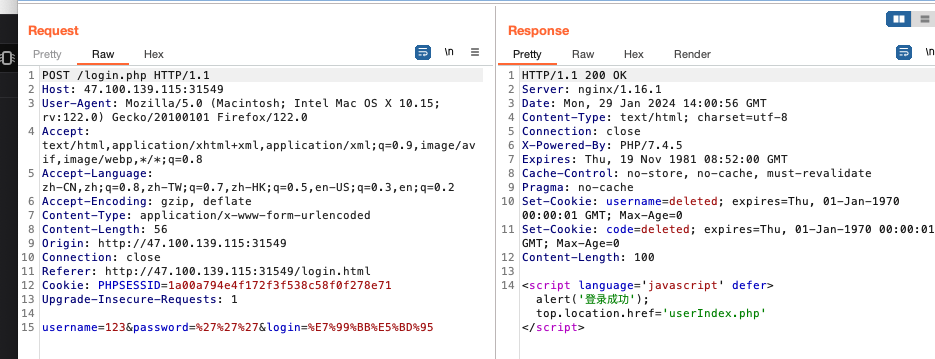 Request
Pretty Raw Hex
\n
1 POST /login.php HTTP/1.1
2 Host: 47.100.139.115:31549
3 User-Agent: Mozilla/5.0 (Macintosh; Intel Mac OS X 10.15;
rv:122.0) Gecko/20100101 Firefox/122.0
4 Accept:
text/html,application/xhtml+xml,application/xml;q=0.9,image/av
if,image/webp,*/*;q=0.8
5 Accept-Language:
zh-CN,zh;q=0.8,zh-TW;q=0.7,zh-HK;q=0.5,en-US;q=0.3,en;q=0.2
6 Accept-Encoding: gzip, deflate
7 Content-Type: application/x-www-form-urlencoded
8 Content-Length: 56
9 Origin: http://47.100.139.115:31549
10 Connection: close
11 Referer: http://47.100.139.115:31549/login.html
12 Cookie: PHPSESSID=1a00a794e4f172f3f538c58f0f278e71
13 Upgrade-Insecure-Requests: 1
14
15 username=123&password=%27%27%27&login=%E7%99%BB%E5%BD%95
Response
Pretty Raw Hex Render
\n
1 HTTP/1.1 200 OK
2 Server: nginx/1.16.1
3 Date: Mon, 29 Jan 2024 14:00:56 GMT
4 Content-Type: text/html; charset=utf-8
5 Connection: close
6 X-Powered-By: PHP/7.4.5
7 Expires: Thu, 19 Nov 1981 08:52:00 GMT
8 Cache-Control: no-store, no-cache, must-revalidate
9 Pragma: no-cache
10 Set-Cookie: username=deleted; expires=Thu, 01-Jan-1970
00:00:01 GMT; Max-Age=0
11 Set-Cookie: code=deleted; expires=Thu, 01-Jan-1970 00:00:01
GMT; Max-Age=0
12 Content-Length: 100
13
14 <script language='javascript' defer>
alert('登录成功');
top.location.href='userIndex.php'
</script>